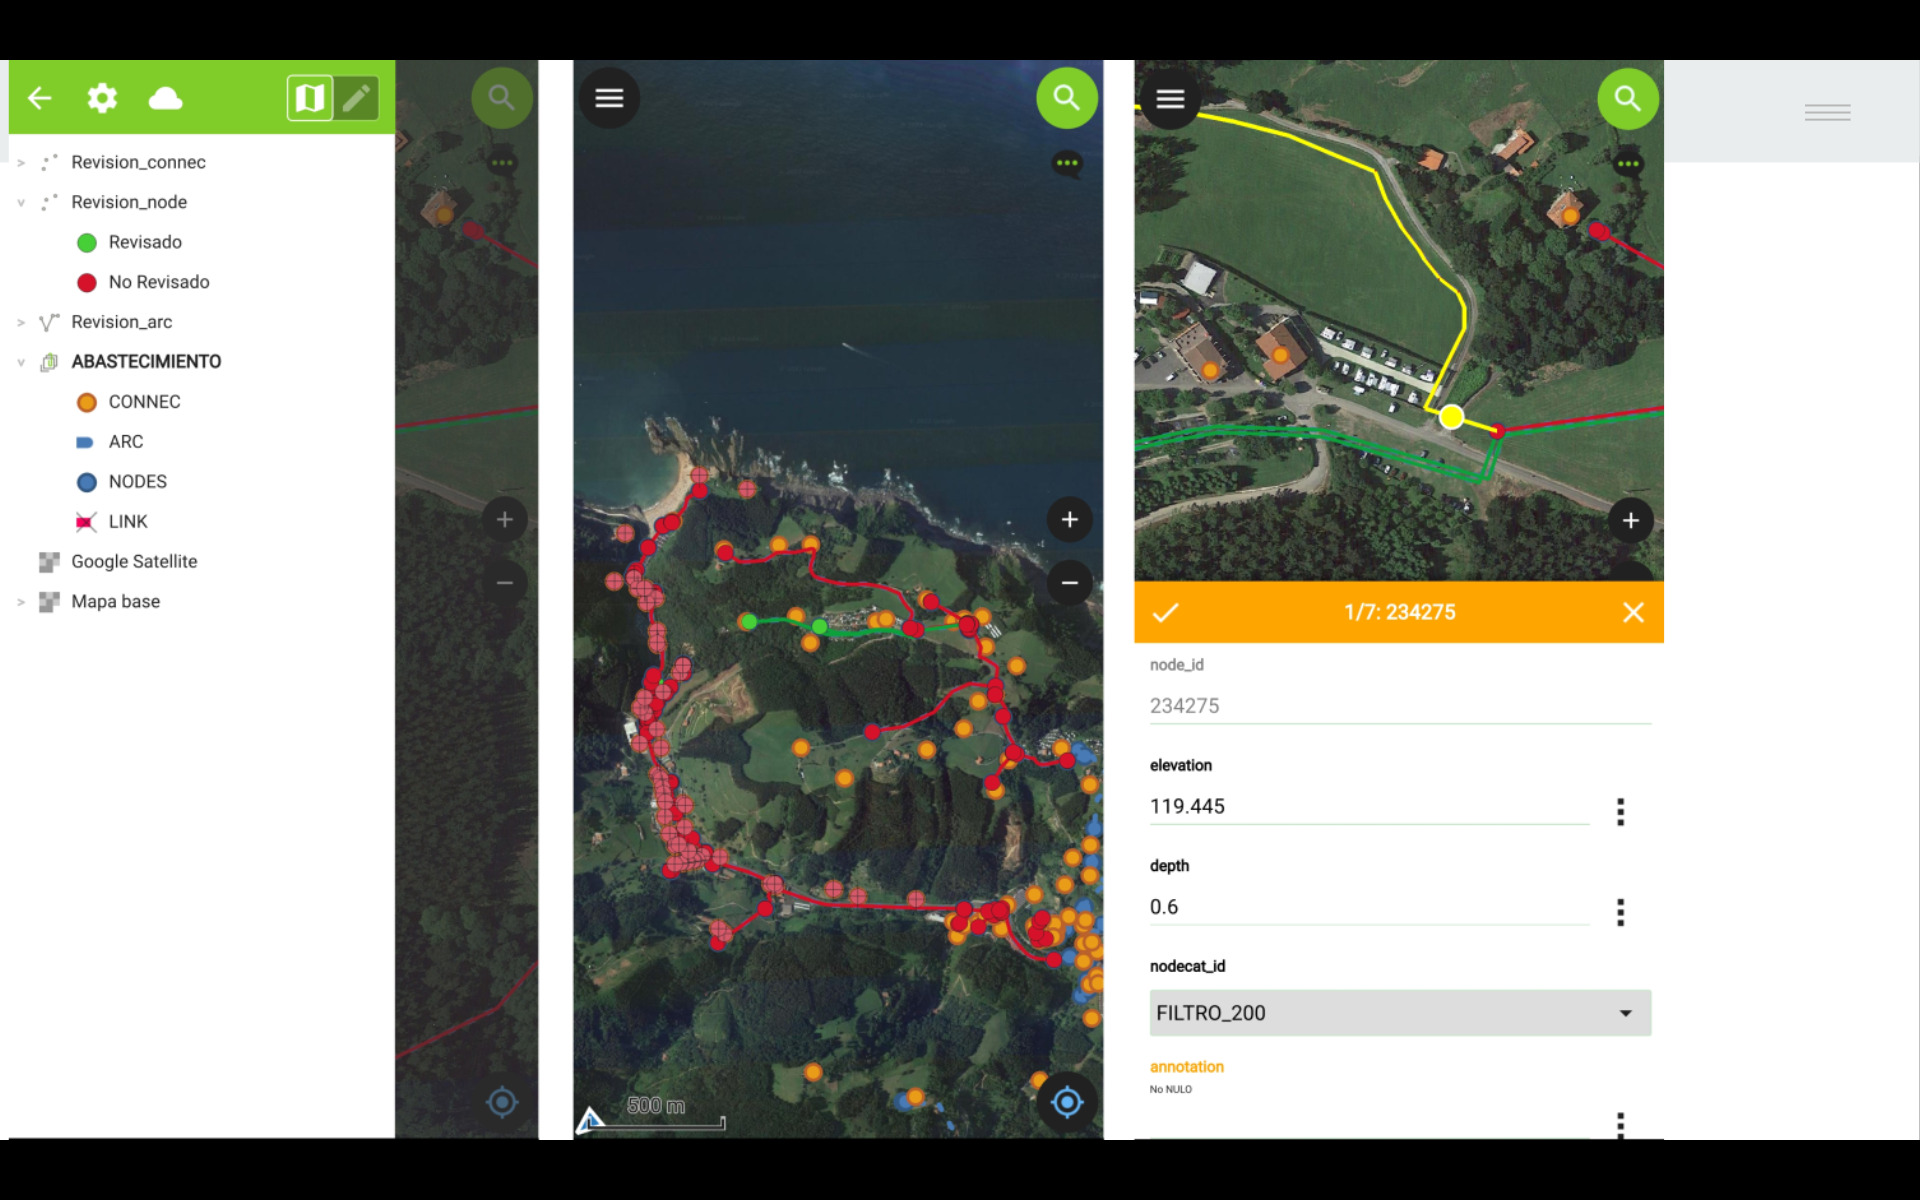 Revision_connec
Revision_node
Revisado
No Revisado
Revision_arc
ABASTECIMIENTO
CONNEC
ARC
NODES
LINK
Google Satellite
Mapa base
500 m
1/7: 234275
node_id
234275
elevation
119.445
depth
0.6
nodecat_id
FILTRO_200
annotation
No NULO